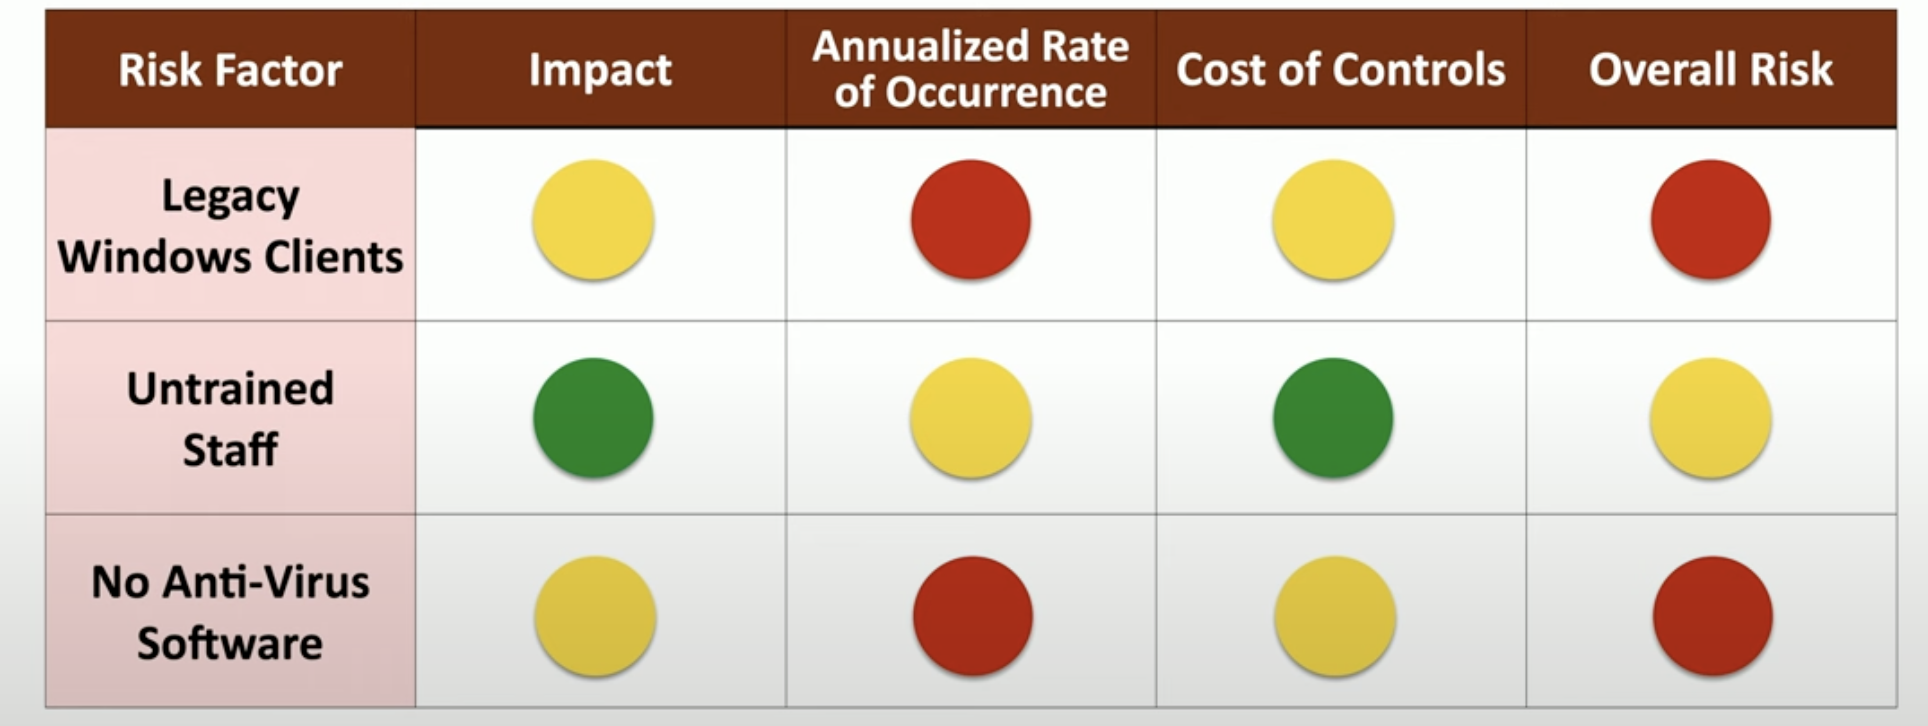 Risk Factor
Impact
Annualized Rate
of Occurrence
Cost of Controls
Overall Risk
Legacy
Windows Clients
Untrained
Staff
No Anti-Virus
Software